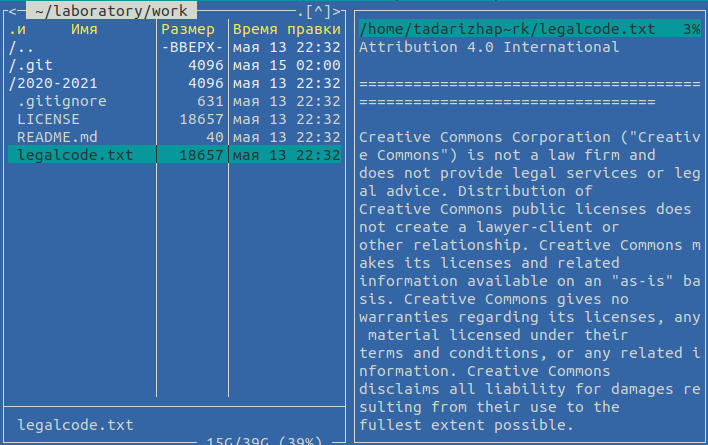 <─ ~/laboratory/work ─.[^]>
.и Имя Размер Время правки
/.. -ВВЕРХ- мая 13 22:32
/.git 4096 мая 15 02:00
/2020-2021 4096 мая 13 22:32
.gitignore 631 мая 13 22:32
LICENSE 18657 мая 13 22:32
README.md 40 мая 13 22:32
legalcode.txt 18657 мая 13 22:32
legalcode.txt
15G/39G (39%)
/home/tadarizhap~rk/legalcode.txt 3%
Attribution 4.0 International
======================================
=================================
Creative Commons Corporation ("Creativ
e Commons") is not a law firm and
does not provide legal services or leg
al advice. Distribution of
Creative Commons public licenses does
not create a lawyer-client or
other relationship. Creative Commons m
akes its licenses and related
information available on an "as-is" ba
sis. Creative Commons gives no
warranties regarding its licenses, any
material licensed under their
terms and conditions, or any related i
nformation. Creative Commons
disclaims all liability for damages re
sulting from their use to the
fullest extent possible.